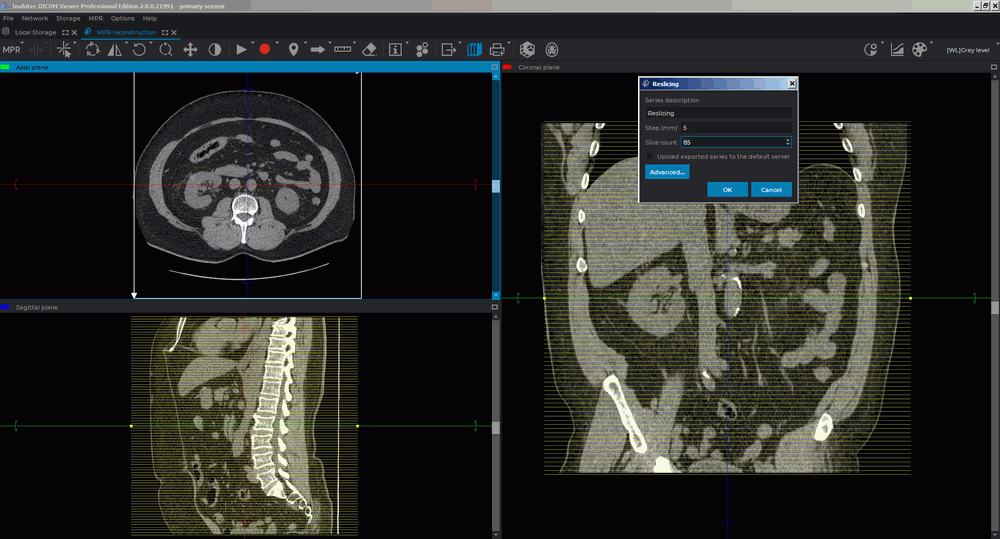 Inobitec DICOM Viewer Professional Edition 2.0.0.21991 - primary screen
File Network Storage MPR Options Help
Local Storage MPR reconstruction
MPR [WL]Grey level
Axial plane
Coronal plane
Reslicing
Series description
Reslicing
Step (mm) 5
Slice count 85
Upload exported series to the default server
Advanced...
OK Cancel
Sagittal plane